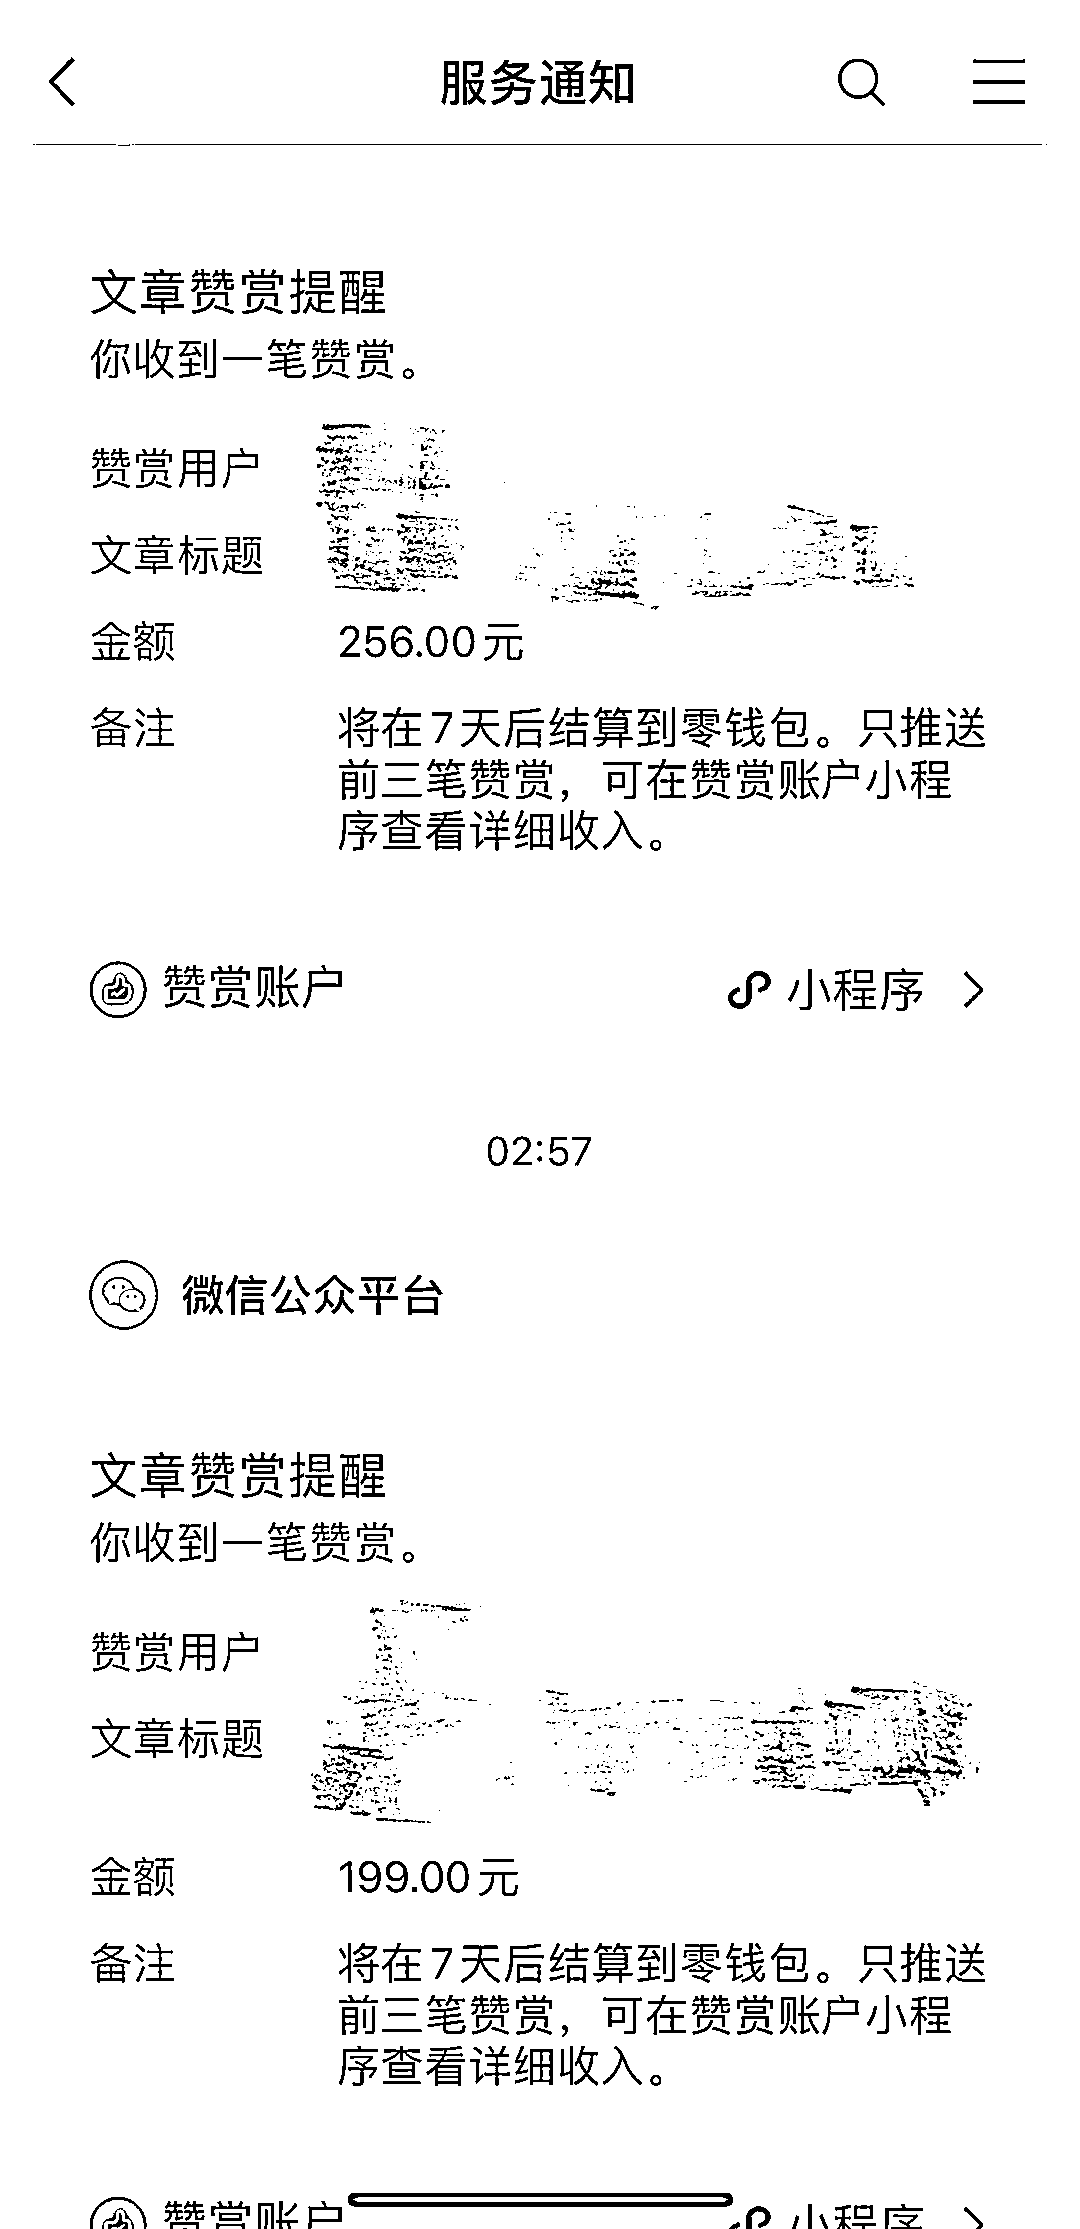 服务通知
文章赞赏提醒
你收到一笔赞赏。
赞赏用户
文章标题
金额 256.00元
备注 将在7天后结算到零钱包。只推送
前三笔赞赏，可在赞赏账户小程
序查看详细收入。
赞赏账户 小程序
02:57
微信公众平台
文章赞赏提醒
你收到一笔赞赏。
赞赏用户
文章标题
金额 199.00元
备注 将在7天后结算到零钱包。只推送
前三笔赞赏，可在赞赏账户小程
序查看详细收入。
赞赏账户 小程序